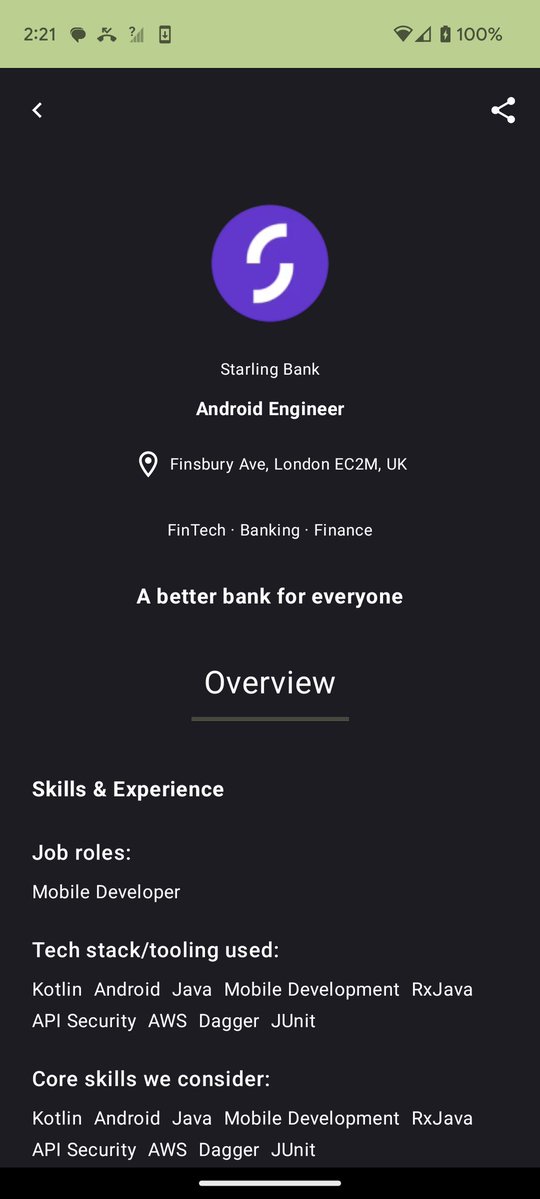 2:21
100%
Starling Bank
Android Engineer
Finsbury Ave, London EC2M, UK
FinTech · Banking · Finance
A better bank for everyone
Overview
Skills & Experience
Job roles:
Mobile Developer
Tech stack/tooling used:
Kotlin Android Java Mobile Development RxJava
API Security AWS Dagger JUnit
Core skills we consider:
Kotlin Android Java Mobile Development RxJava
API Security AWS Dagger JUnit